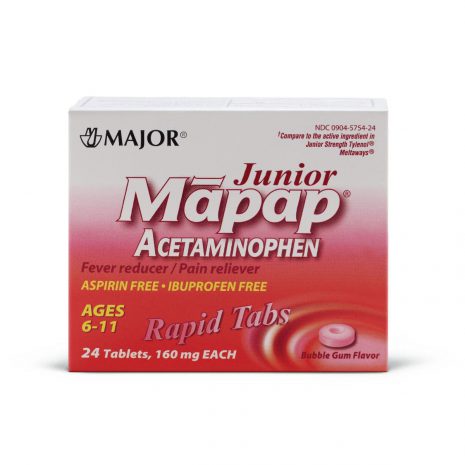 MAJOR®
NDC 0904-5754-24
†Compare to the active ingredient in
Junior Strength Tylenol®
Meltaways®
Junior
Māpap®
ACETAMINOPHEN
Fever reducer / Pain reliever
ASPIRIN FREE • IBUPROFEN FREE
AGES
6-11
Rapid Tabs
24 Tablets, 160 mg EACH
Bubble Gum Flavor